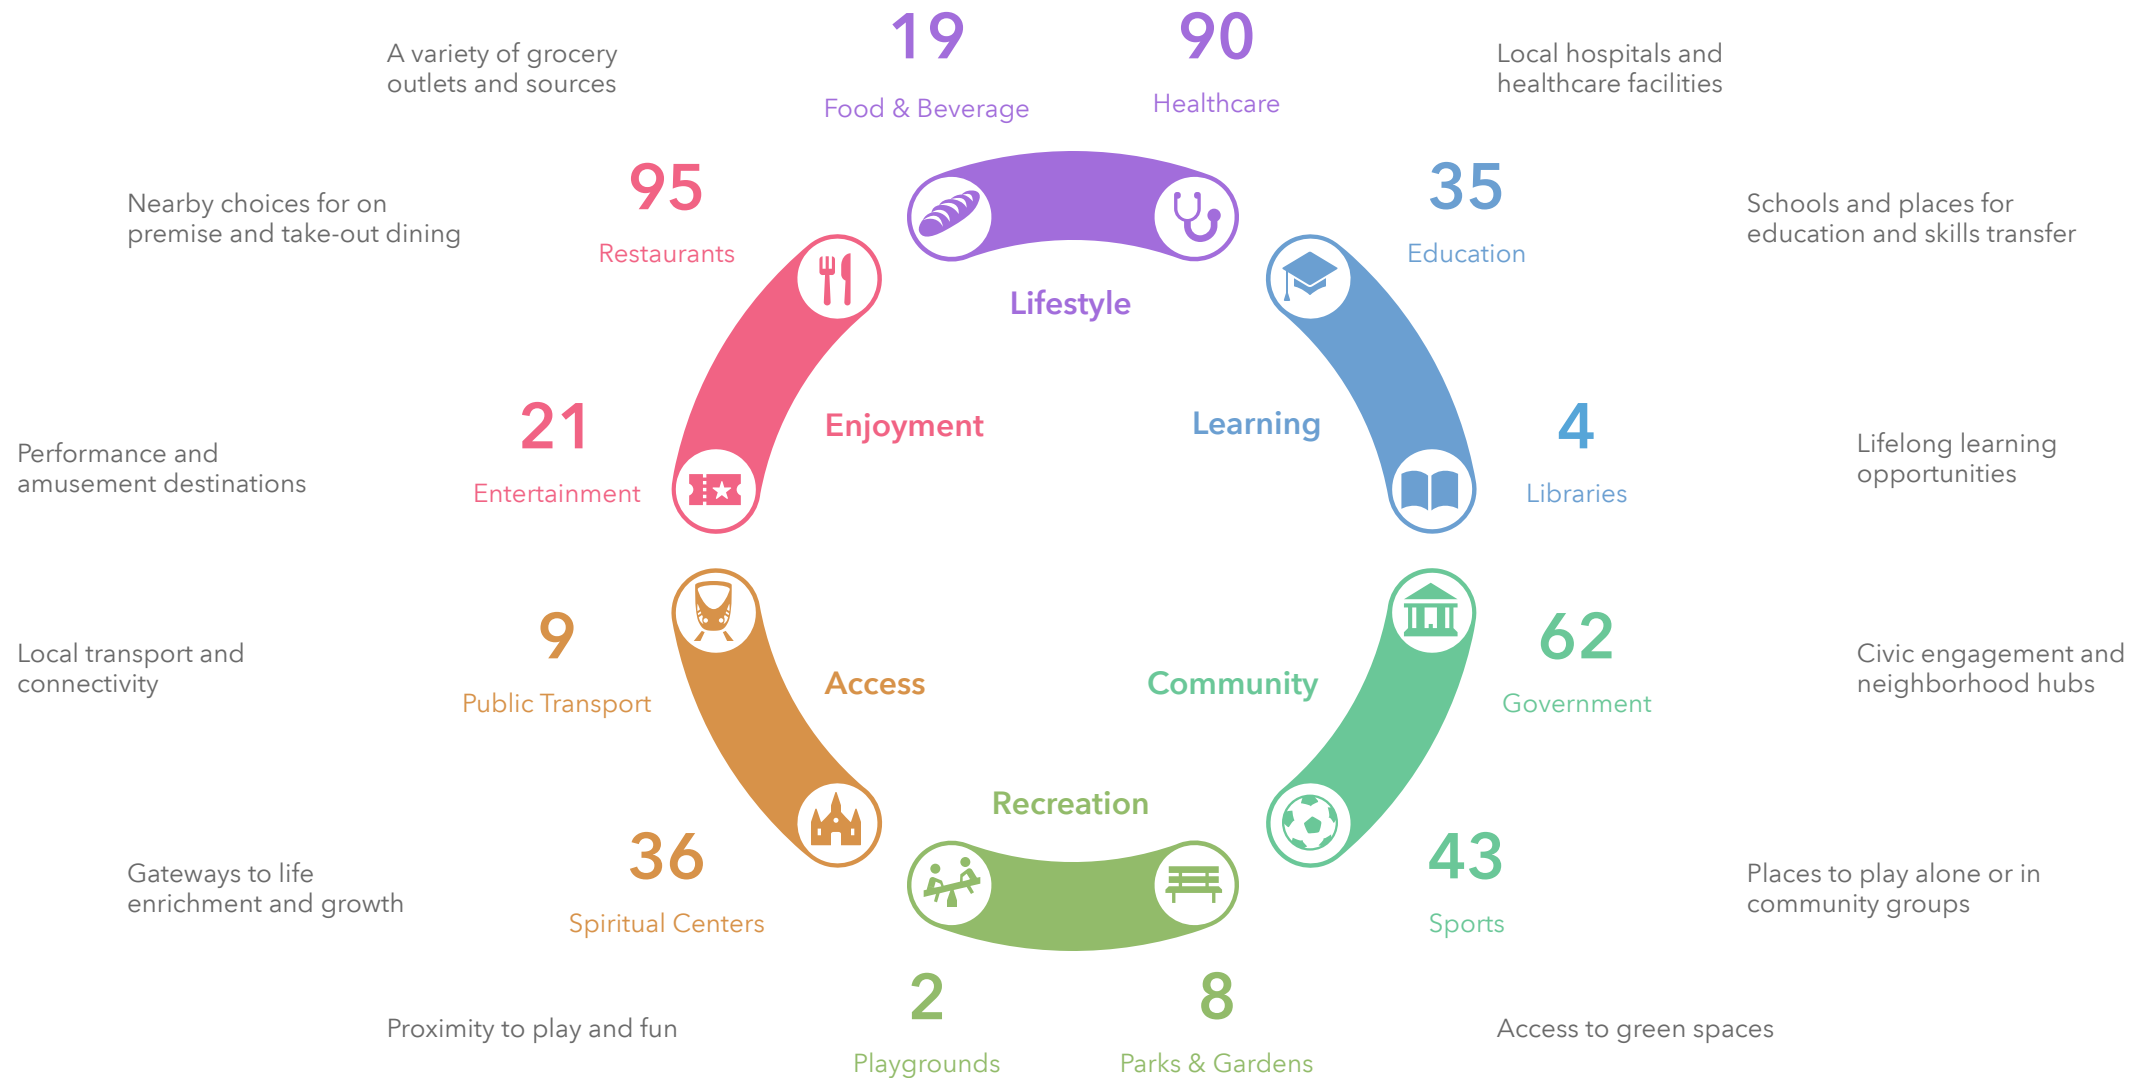 19
90
A variety of grocery
outlets and sources
Food & Beverage
Healthcare
Local hospitals and
healthcare facilities
95
35
Nearby choices for on
premise and take-out dining
Restaurants
Education
Schools and places for
education and skills transfer
Lifestyle
21
Enjoyment
Learning
4
Performance and
amusement destinations
Entertainment
Libraries
Lifelong learning
opportunities
9
62
Local transport and
connectivity
Public Transport
Access
Community
Government
Civic engagement and
neighborhood hubs
Recreation
36
43
Gateways to life
enrichment and growth
Spiritual Centers
Sports
Places to play alone or in
community groups
2
8
Proximity to play and fun
Playgrounds
Parks & Gardens
Access to green spaces